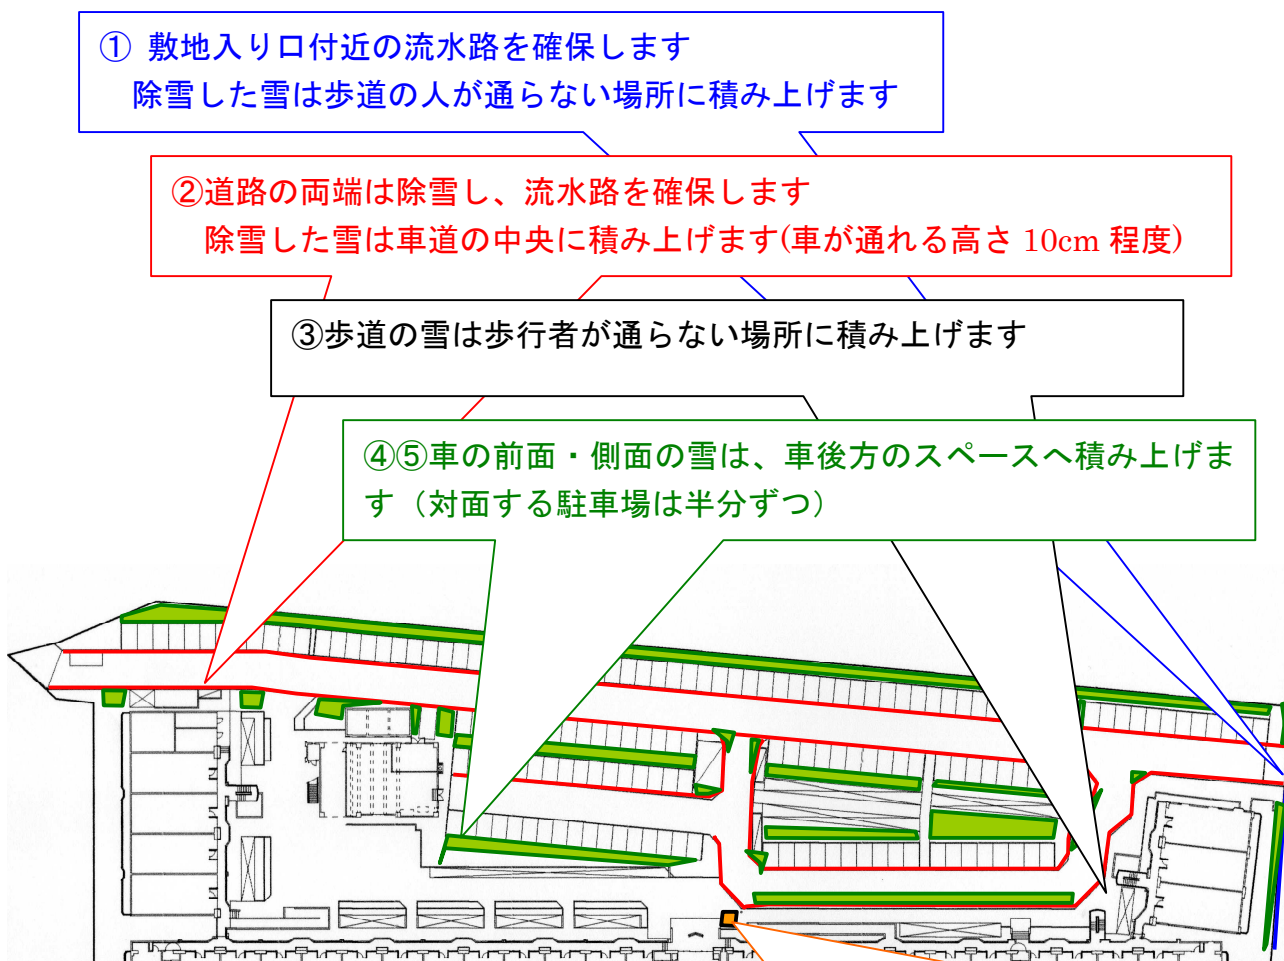 ① 敷地入り口付近の流水路を確保します
除雪した雪は歩道の人が通らない場所に積み上げます
②道路の両端は除雪し、流水路を確保します
除雪した雪は車道の中央に積み上げます(車が通れる高さ 10cm 程度)
③歩道の雪は歩行者が通らない場所に積み上げます
④⑤車の前面・側面の雪は、車後方のスペースへ積み上げま
す（対面する駐車場は半分ずつ）